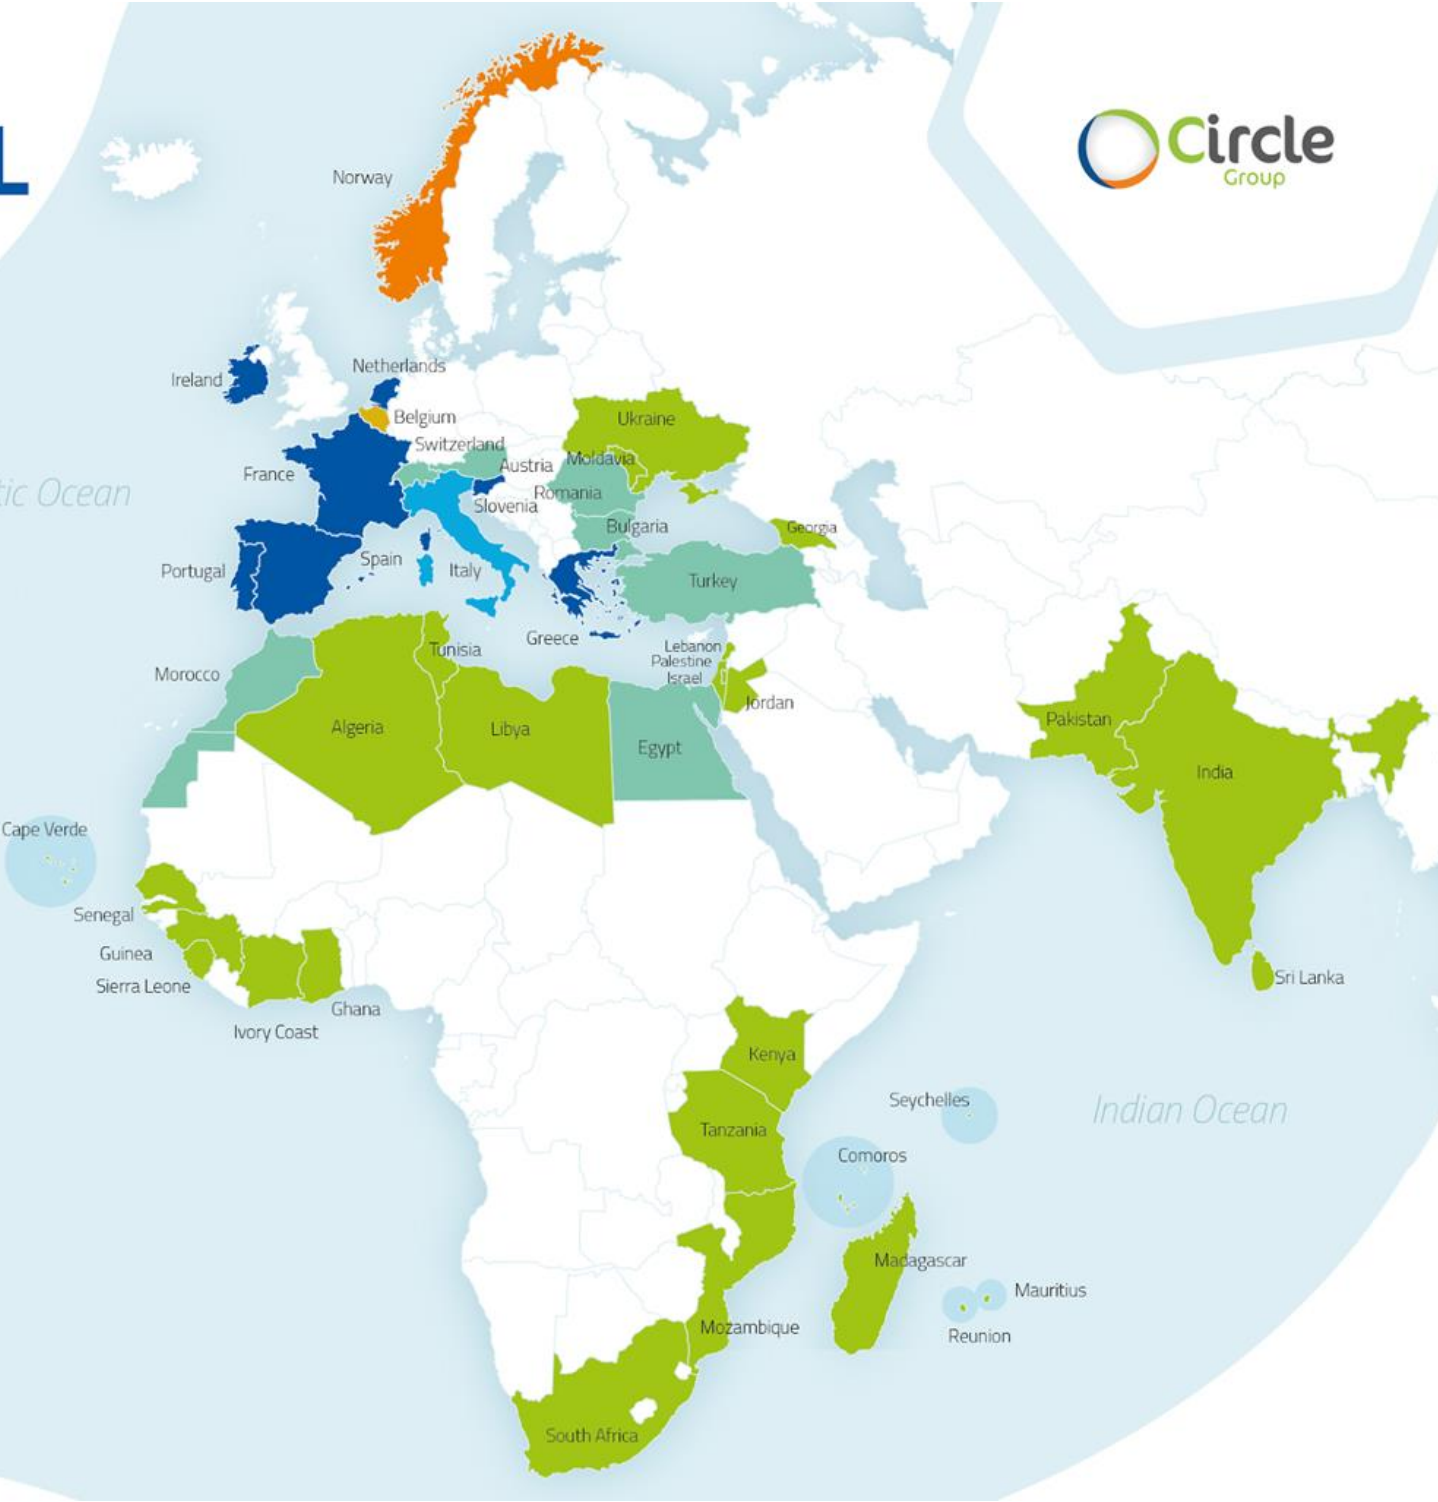 L
Circle
Group
Norway
Ireland
Netherlands
Belgium
Switzerland
Austria
France
Slovenia
Ukraine
Moldavia
Romania
Bulgaria
Georgia
tic Ocean
Portugal
Spain
Italy
Greece
Turkey
Lebanon
Palestine
Israel
Jordan
Morocco
Tunisia
Algeria
Libya
Egypt
Pakistan
India
Cape Verde
Senegal
Guinea
Sierra Leone
Ivory Coast
Ghana
Sri Lanka
Kenya
Tanzania
Seychelles
Comoros
Indian Ocean
Madagascar
Mauritius
Reunion
Mozambique
South Africa